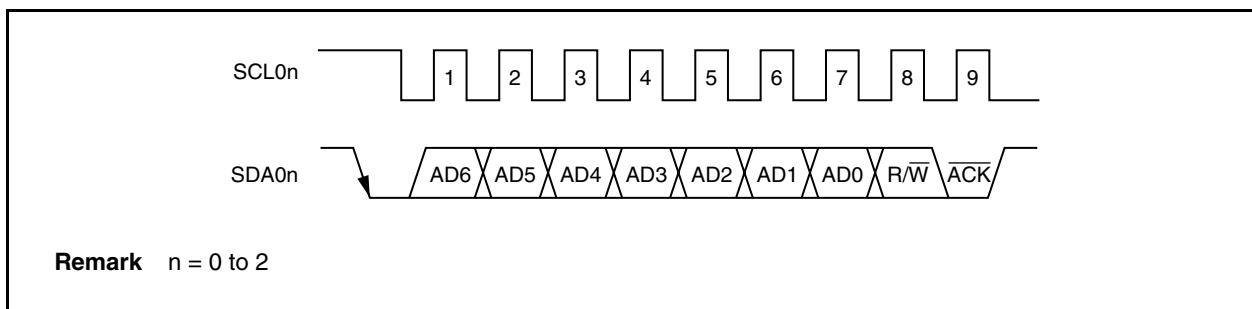 SCL0n 1 2 3 4 5 6 7 8 9
SDA0n AD6 AD5 AD4 AD3 AD2 AD1 AD0 R/W̅ A̅C̅K̅
Remark n = 0 to 2